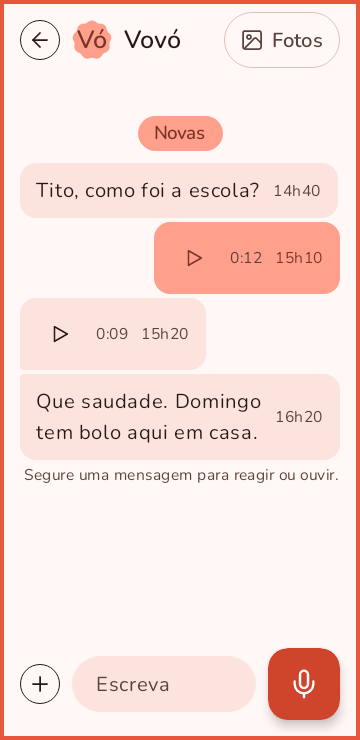 Vó Vovó Fotos
Novas
Tito, como foi a escola? 14h40
0:12 15h10
0:09 15h20
Que saudade. Domingo
tem bolo aqui em casa. 16h20
Segure uma mensagem para reagir ou ouvir.
Escreva